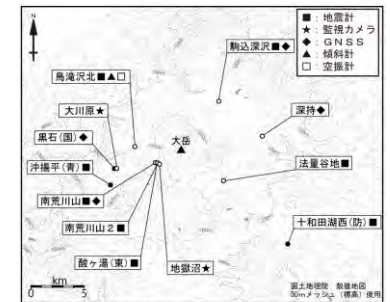 N
■：地震計
★：監視カメラ
◆：GNSS
▲：傾斜計
□：空振計
駒込深沢■◆
鳥滝沢北■▲□
大川原★
深持◆
黒石(国)◆
大岳
沖揚平(青)■
法量谷地■
南荒川山■◆
十和田湖西(防)■
南荒川山２■
酸ヶ湯(東)■
地獄沼★
0 5
km
国土地理院 数値地図
50mメッシュ（標高）使用